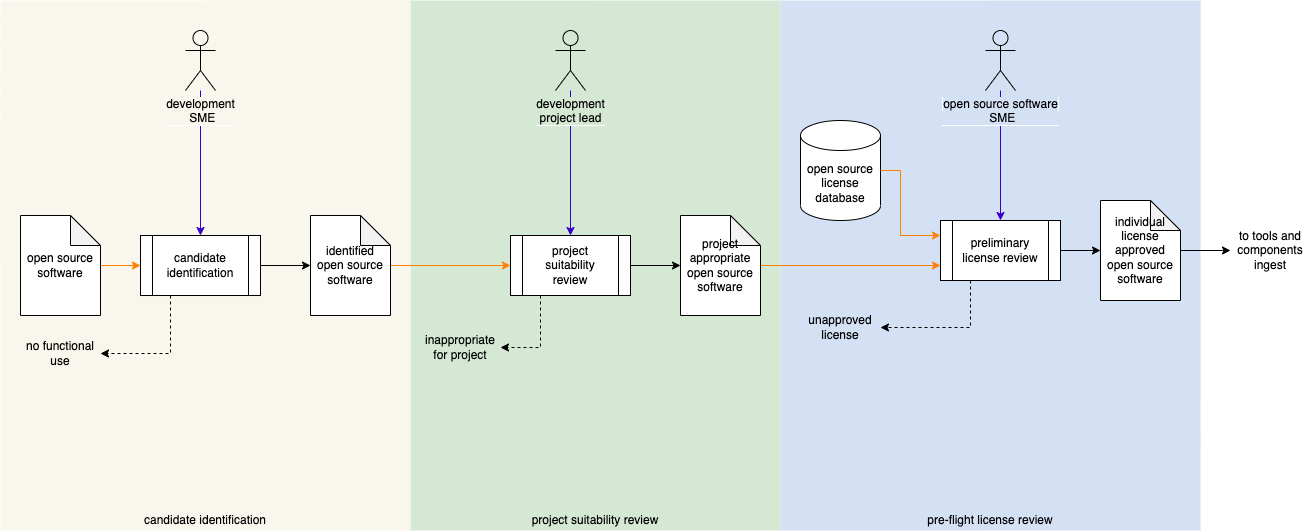 development
SME
open source
software
candidate
identification
identified
open source
software
no functional
use
candidate identification
development
project lead
project
suitability
review
project
appropriate
open source
software
inappropriate
for project
project suitability review
open source software
SME
open source
license
database
preliminary
license review
individual
license
approved
open source
software
unapproved
license
pre-flight license review
to tools and
components
ingest